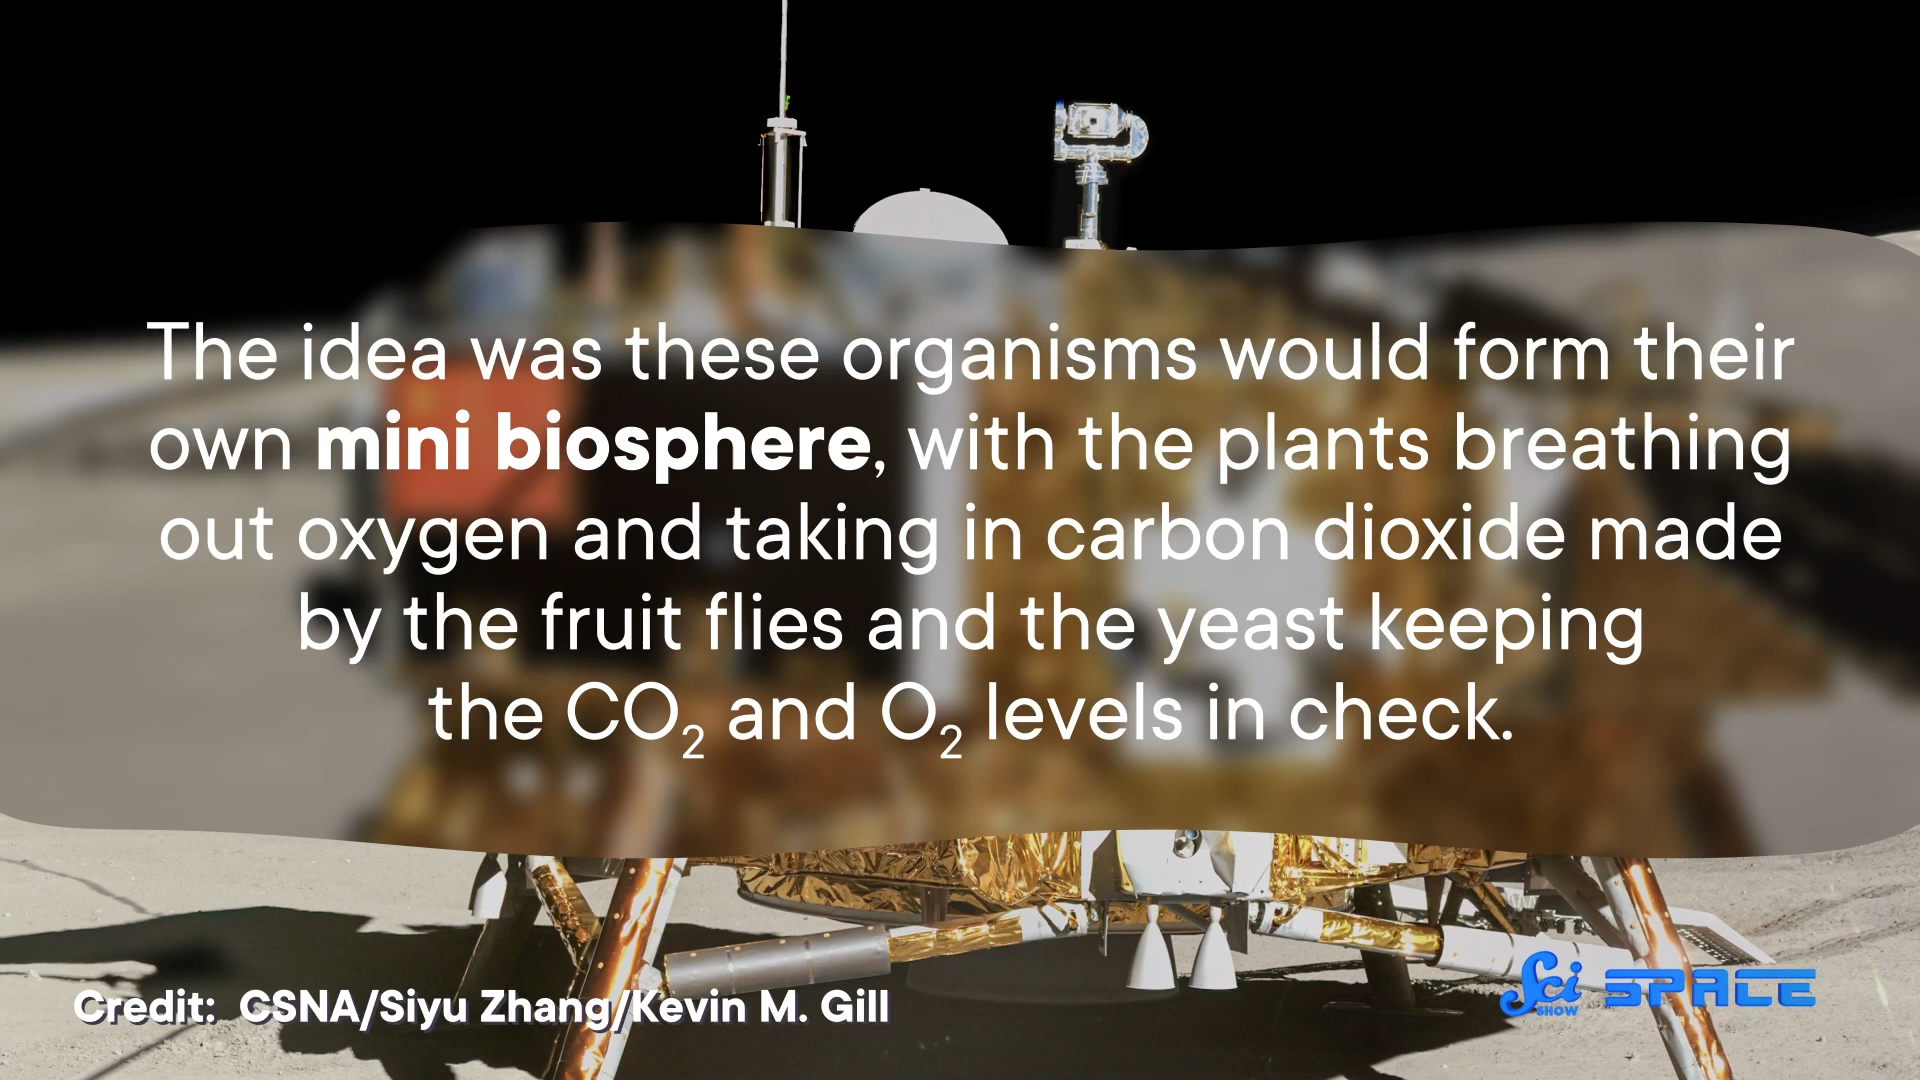 The idea was these organisms would form their
own mini biosphere, with the plants breathing
out oxygen and taking in carbon dioxide made
by the fruit flies and the yeast keeping
the CO₂ and O₂ levels in check.
Credit: CSNA/Siyu Zhang/Kevin M. Gill
Sci SHOW SPACE